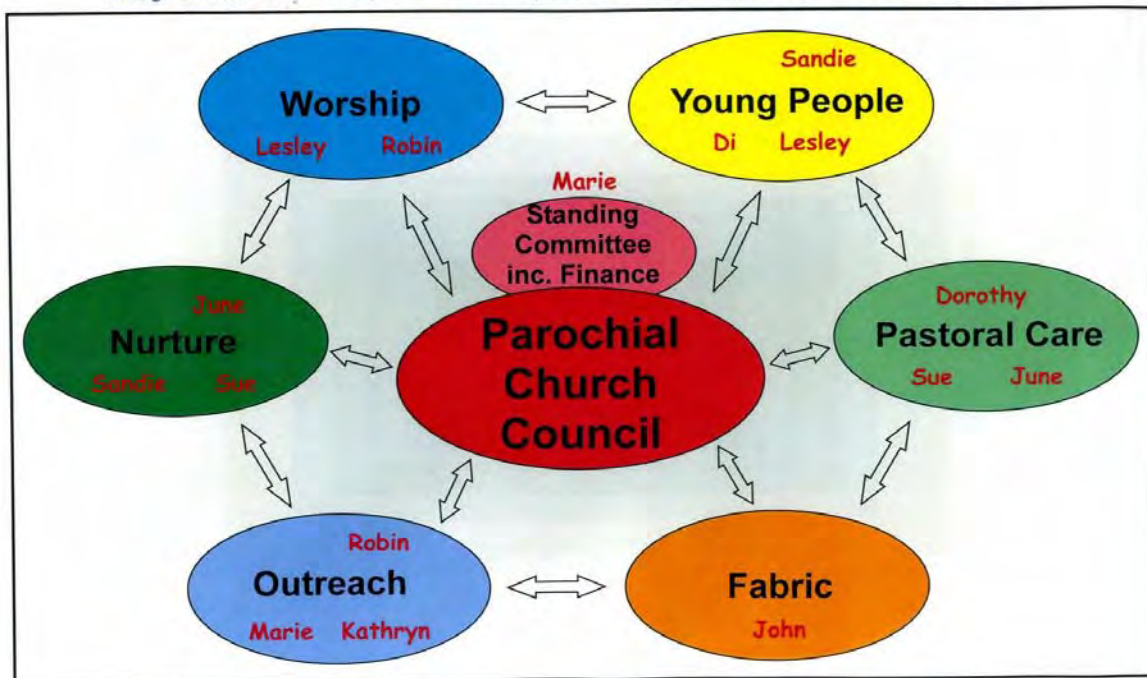 Worship
Lesley Robin
Sandie
Young People
Di Lesley
Marie
Standing
Committee
inc. Finance
June
Nurture
Sandie Sue
Parochial
Church
Council
Dorothy
Pastoral Care
Sue June
Robin
Outreach
Marie Kathryn
Fabric
John